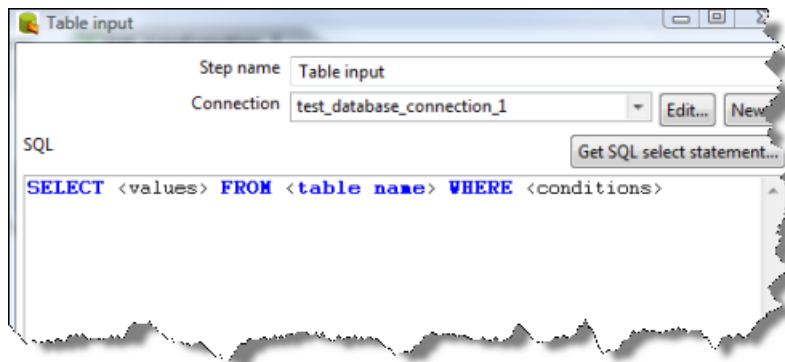 Table input
Step name Table input
Connection test_database_connection_1 Edit... New
SQL Get SQL select statement...
SELECT <values> FROM <table name> WHERE <conditions>